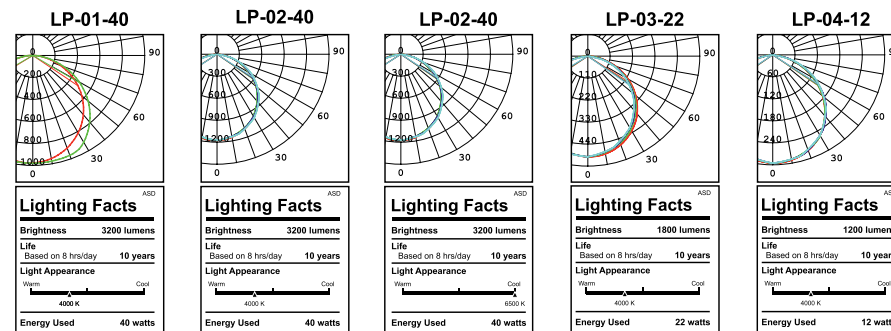 LP-01-40
0
90
200
400
60
600
800
30
1000
0
ASD
Lighting Facts
Brightness 3200 lumens
Life
Based on 8 hrs/day 10 years
Light Appearance
Warm Cool
4000 K
Energy Used 40 watts
LP-02-40
0
90
300
600
60
900
1200
30
0
ASD
Lighting Facts
Brightness 3200 lumens
Life
Based on 8 hrs/day 10 years
Light Appearance
Warm Cool
4000 K
Energy Used 40 watts
LP-02-40
0
90
300
600
60
900
1200
30
0
ASD
Lighting Facts
Brightness 3200 lumens
Life
Based on 8 hrs/day 10 years
Light Appearance
Warm Cool
6500 K
Energy Used 40 watts
LP-03-22
0
90
110
220
60
330
440
30
0
ASD
Lighting Facts
Brightness 1800 lumens
Life
Based on 8 hrs/day 10 years
Light Appearance
Warm Cool
4000 K
Energy Used 22 watts
LP-04-12
0
60
120
60
180
240
30
0
ASD
Lighting Facts
Brightness 1200 lumen
Life
Based on 8 hrs/day 10 year
Light Appearance
Warm Cool
4000 K
Energy Used 12 watt